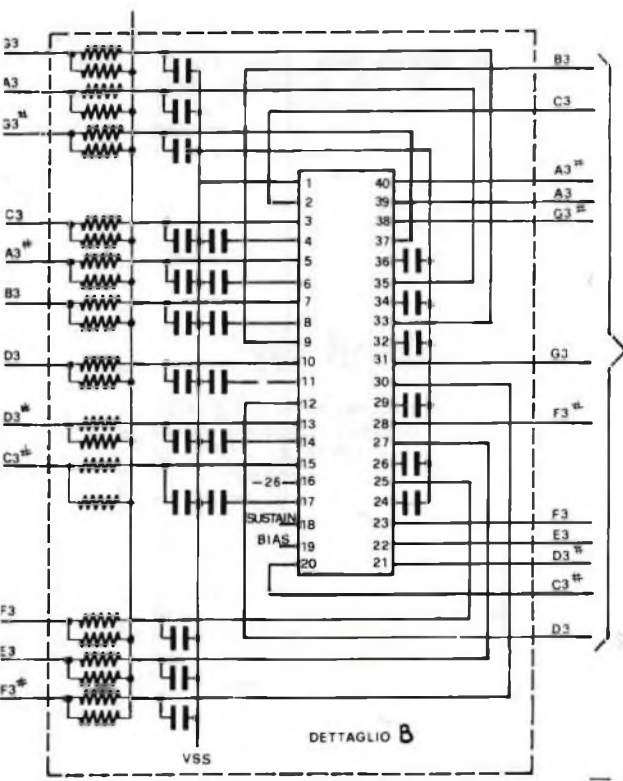 G3
A3
G3#
C3
A3#
B3
D3
D3#
C3#
F3
E3
F3#
1
2
3
4
5
6
7
8
9
10
11
12
13
14
15
-26- 16
17
SUSTAIN 18
BIAS 19
20
40
39
38
37
36
35
34
33
32
31
30
29
28
27
26
25
24
23
22
21
B3
C3
A3#
A3
G3#
G3
F3#
F3
E3
D3#
C3#
D3
DETTAGLIO B
VSS